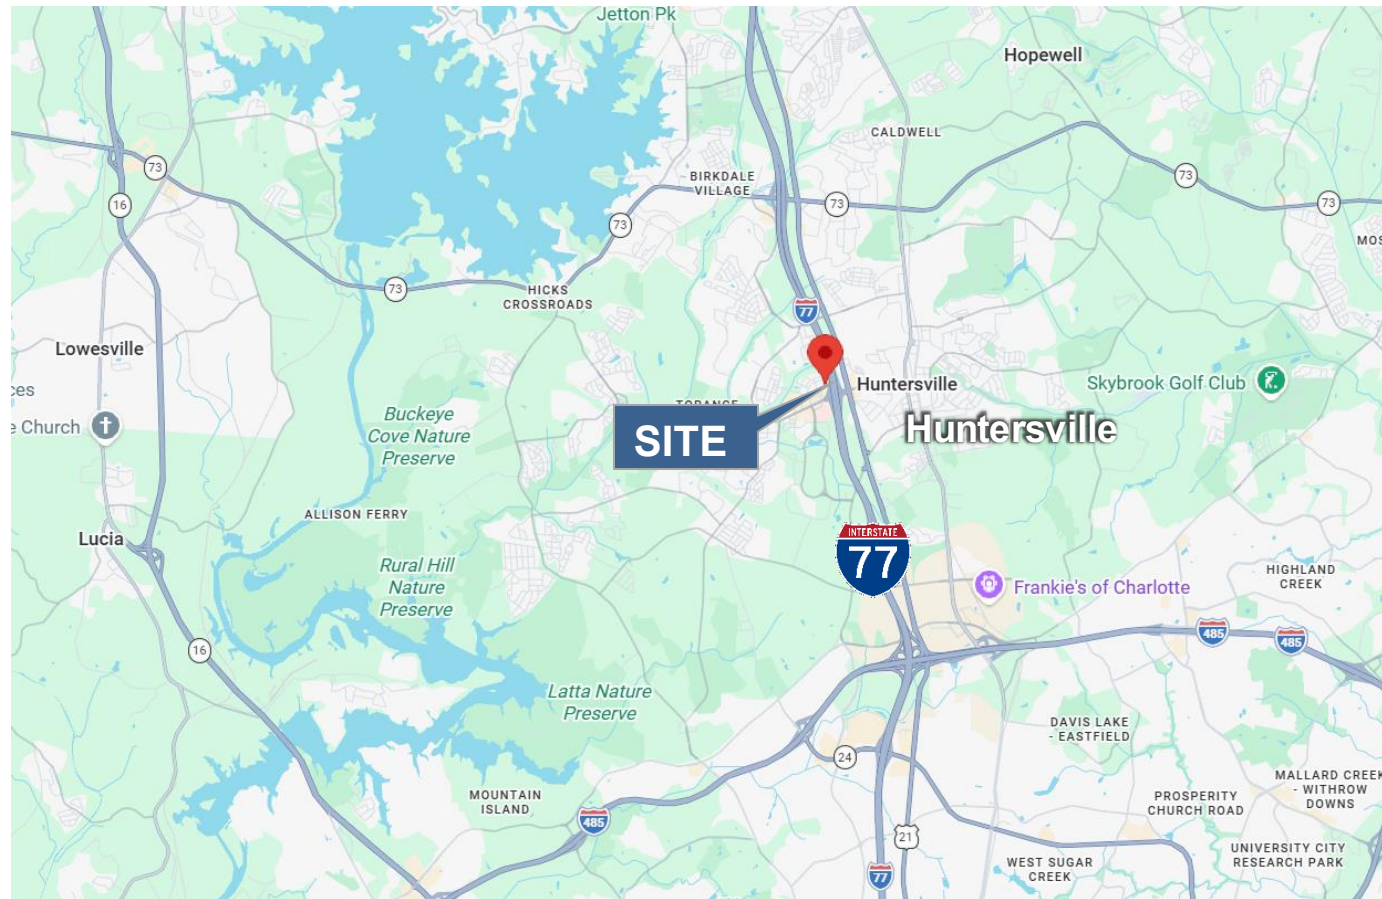 Jetton Pk
Hopewell
CALDWELL
73
BIRKDALE
VILLAGE
73
16
73
73
73
MOS
73
HICKS
CROSSROADS
77
Lowesville
Huntersville
Skybrook Golf Club
ces
e Church
TORANCE
Buckeye
Cove Nature
Preserve
SITE
Huntersville
ALLISON FERRY
Lucia
INTERSTATE
77
Rural Hill
Nature
Preserve
HIGHLAND
CREEK
Frankie's of Charlotte
485
485
16
Latta Nature
Preserve
DAVIS LAKE
- EASTFIELD
24
MOUNTAIN
ISLAND
MALLARD CREEK
- WITHROW
DOWNS
PROSPERITY
CHURCH ROAD
485
21
UNIVERSITY CITY
RESEARCH PARK
WEST SUGAR
CREEK
77